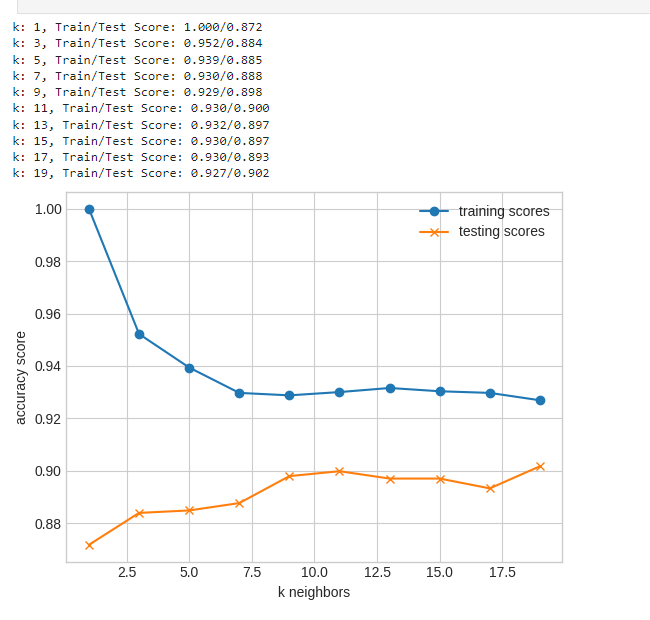 k: 1, Train/Test Score: 1.000/0.872
k: 3, Train/Test Score: 0.952/0.884
k: 5, Train/Test Score: 0.939/0.885
k: 7, Train/Test Score: 0.930/0.888
k: 9, Train/Test Score: 0.929/0.898
k: 11, Train/Test Score: 0.930/0.900
k: 13, Train/Test Score: 0.932/0.897
k: 15, Train/Test Score: 0.930/0.897
k: 17, Train/Test Score: 0.930/0.893
k: 19, Train/Test Score: 0.927/0.902
training scores
testing scores
1.00
0.98
0.96
0.94
0.92
0.90
0.88
accuracy score
2.5 5.0 7.5 10.0 12.5 15.0 17.5
k neighbors